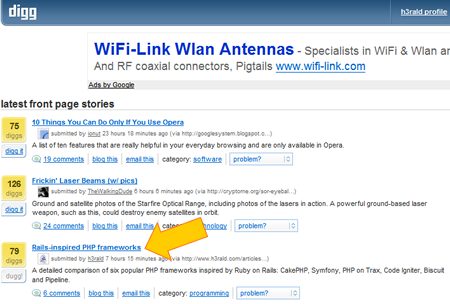 digg
h3rald profile
WiFi-Link Wlan Antennas - Specialists in WiFi & Wlan a
And RF coaxial connectors, Pigtails www.wifi-link.com
Ads by Google
latest front page stories
75
diggs
digg it
10 Things You Can Do Only If You Use Opera
submitted by ionut 23 hours 18 minutes ago (via http://googlesystem.blogspot.c...)
A list of ten features that are really helpful in your everyday browsing and are only available in Opera.
19 comments blog this email this category: software problem?
126
diggs
digg it
Frickin' Laser Beams (w/ pics)
submitted by TheWalkingDude 6 hours 6 minutes ago (via http://cryptome.org/sor-eyebal...)
Ground and satellite photos of the Starfire Optical Range, including photos of the lasers in action. A powerful ground-based laser
weapon, such as this, could destroy enemy satellites in orbit.
24 comments blog this email this problem?
79
diggs
dugg!
Rails-inspired PHP frameworks
submitted by h3rald 7 hours 15 minutes ago (via http://www.h3rald.com/articles...)
A detailed comparison of six popular PHP frameworks inspired by Ruby on Rails: CakePHP, Symfony, PHP on Trax, Code Igniter, Biscuit
and Pipeline.
6 comments blog this email this category: programming problem?